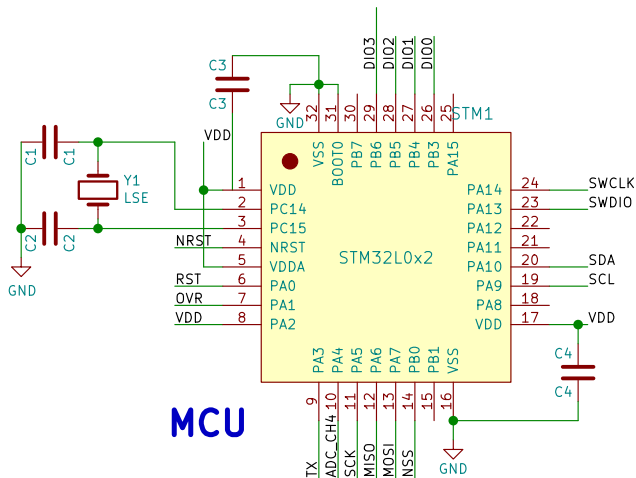 DIO3
DIO2
DIO1
DIO0
C3
C3
GND
32
31
30
29
28
27
26
25
STM1
VSS
BOOT0
PB7
PB6
PB5
PB4
PB3
PA15
VDD
C1
C1
Y1
LSE
C2
C2
GND
1 VDD
2 PC14
3 PC15
NRST 4 NRST
5 VDDA
RST 6 PA0
OVR 7 PA1
VDD 8 PA2
STM32L0x2
PA14 24 SWCLK
PA13 23 SWDIO
PA12 22
PA11 21
PA10 20 SDA
PA9 19 SCL
PA8 18
VDD 17 VDD
C4
C4
PA3
PA4
PA5
PA6
PA7
PB0
PB1
VSS
9
10
11
12
13
14
15
16
TX
ADC_CH4
SCK
MISO
MOSI
NSS
GND
MCU